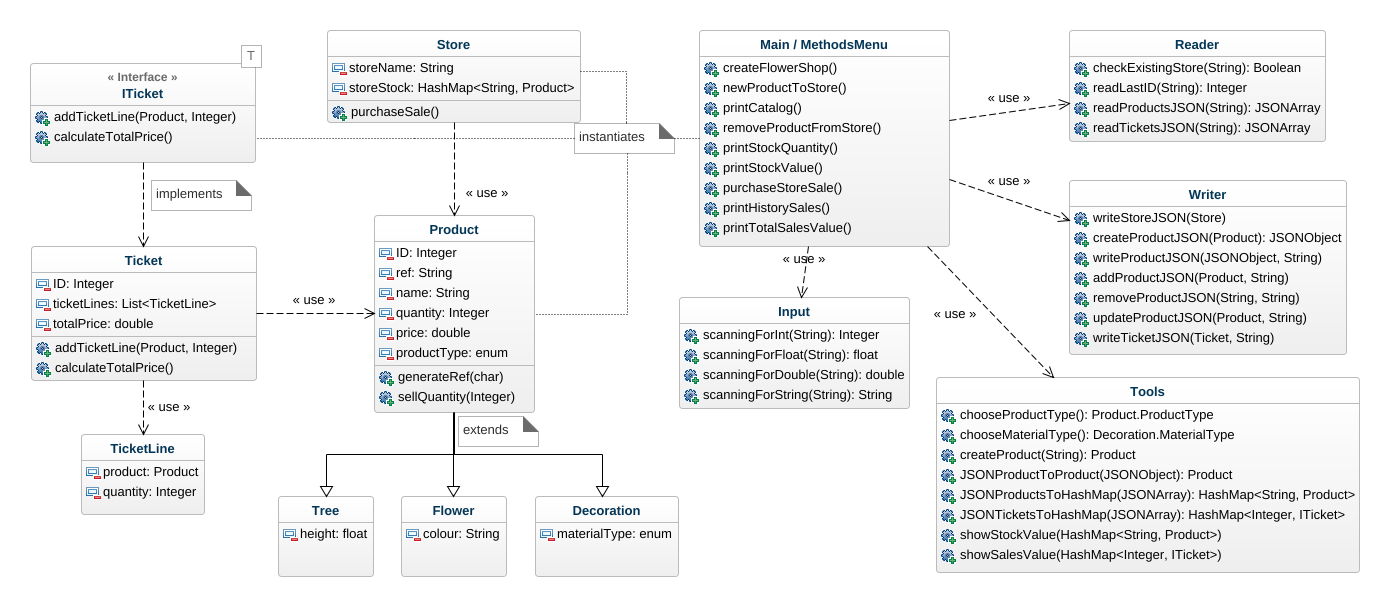 T
« Interface »
ITicket
addTicketLine(Product, Integer)
calculateTotalPrice()
implements
Ticket
ID: Integer
ticketLines: List<TicketLine>
totalPrice: double
addTicketLine(Product, Integer)
calculateTotalPrice()
« use »
« use »
TicketLine
product: Product
quantity: Integer
Store
storeName: String
storeStock: HashMap<String, Product>
purchaseSale()
instantiates
« use »
Product
ID: Integer
ref: String
name: String
quantity: Integer
price: double
productType: enum
generateRef(char)
sellQuantity(Integer)
extends
Tree
height: float
Flower
colour: String
Decoration
materialType: enum
Main / MethodsMenu
createFlowerShop()
newProductToStore()
printCatalog()
removeProductFromStore()
printStockQuantity()
printStockValue()
purchaseStoreSale()
printHistorySales()
printTotalSalesValue()
« use »
« use »
« use »
« use »
Input
scanningForInt(String): Integer
scanningForFloat(String): float
scanningForDouble(String): double
scanningForString(String): String
Reader
checkExistingStore(String): Boolean
readLastID(String): Integer
readProductsJSON(String): JSONArray
readTicketsJSON(String): JSONArray
Writer
writeStoreJSON(Store)
createProductJSON(Product): JSONObject
writeProductJSON(JSONObject, String)
addProductJSON(Product, String)
removeProductJSON(String, String)
updateProductJSON(Product, String)
writeTicketJSON(Ticket, String)
Tools
chooseProductType(): Product.ProductType
chooseMaterialType(): Decoration.MaterialType
createProduct(String): Product
JSONProductToProduct(JSONObject): Product
JSONProductsToHashMap(JSONArray): HashMap<String, Product>
JSONTicketsToHashMap(JSONArray): HashMap<Integer, ITicket>
showStockValue(HashMap<String, Product>)
showSalesValue(HashMap<Integer, ITicket>)